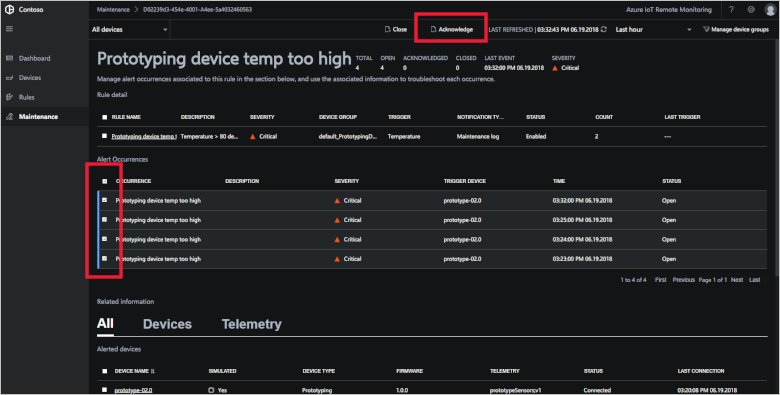 Contoso
Maintenance > D02239d3-454e-4001-A4ee-5a4032460563
Azure IoT Remote Monitoring
?
All devices
Close
Acknowledge
LAST REFRESHED | 03:32:43 PM 06.19.2018
Last hour
Manage device groups
Dashboard
Devices
Rules
Maintenance
Prototyping device temp too high
TOTAL OPEN ACKNOWLEDGED CLOSED LAST EVENT SEVERITY
4 4 0 0 03:32:00 PM 06.19.2018 Critical
Manage alert occurrences associated to this rule in the section below, and use the associated information to troubleshoot each occurrence.
Rule detail
RULE NAME DESCRIPTION SEVERITY DEVICE GROUP TRIGGER NOTIFICATION TY... STATUS COUNT LAST TRIGGER
Prototyping device temp t Temperature > 80 de... Critical default_PrototypingD... Temperature Maintenance log Enabled 2 ---
Alert Occurrences
OCCURRENCE DESCRIPTION SEVERITY TRIGGER DEVICE TIME STATUS
Prototyping device temp too high Critical prototype-02.0 03:32:00 PM 06.19.2018 Open
Prototyping device temp too high Critical prototype-02.0 03:25:00 PM 06.19.2018 Open
Prototyping device temp too high Critical prototype-02.0 03:24:00 PM 06.19.2018 Open
Prototyping device temp too high Critical prototype-02.0 03:23:00 PM 06.19.2018 Open
1 to 4 of 4 First Previous Page 1 of 1 Next Last
Related information
All Devices Telemetry
Alerted devices
DEVICE NAME SIMULATED DEVICE TYPE FIRMWARE TELEMETRY STATUS LAST CONNECTION
prototype-02.0 Yes Prototyping 1.0.0 prototypeSensors;v1 Connected 03:20:08 PM 06.19.2018